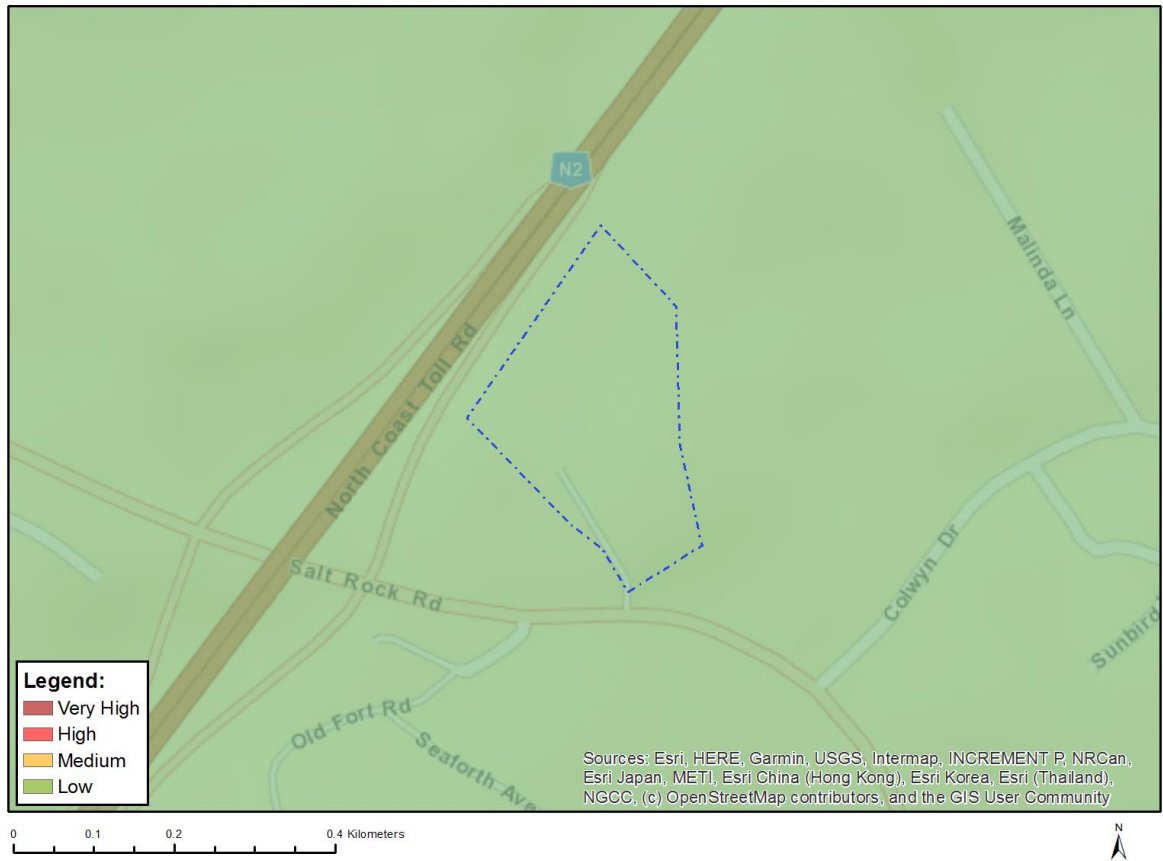 N2
Malinda Ln
North Coast Toll Rd
Salt Rock Rd
Colwyn Dr
Sunbird
Old Fort Rd
Seaforth Ave
Legend:
Very High
High
Medium
Low
Sources: Esri, HERE, Garmin, USGS, Intermap, INCREMENT P, NRCan,
Esri Japan, METI, Esri China (Hong Kong), Esri Korea, Esri (Thailand),
NGCC, (c) OpenStreetMap contributors, and the GIS User Community
0 0.1 0.2 0.4 Kilometers
N